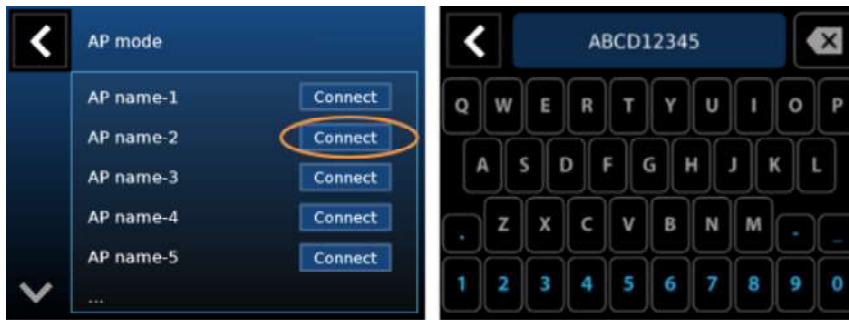 AP mode
AP name-1 Connect
AP name-2 Connect
AP name-3 Connect
AP name-4 Connect
AP name-5 Connect
...
ABCD12345
Q W E R T Y U I O P
A S D F G H J K L
. Z X C V B N M - _
1 2 3 4 5 6 7 8 9 0